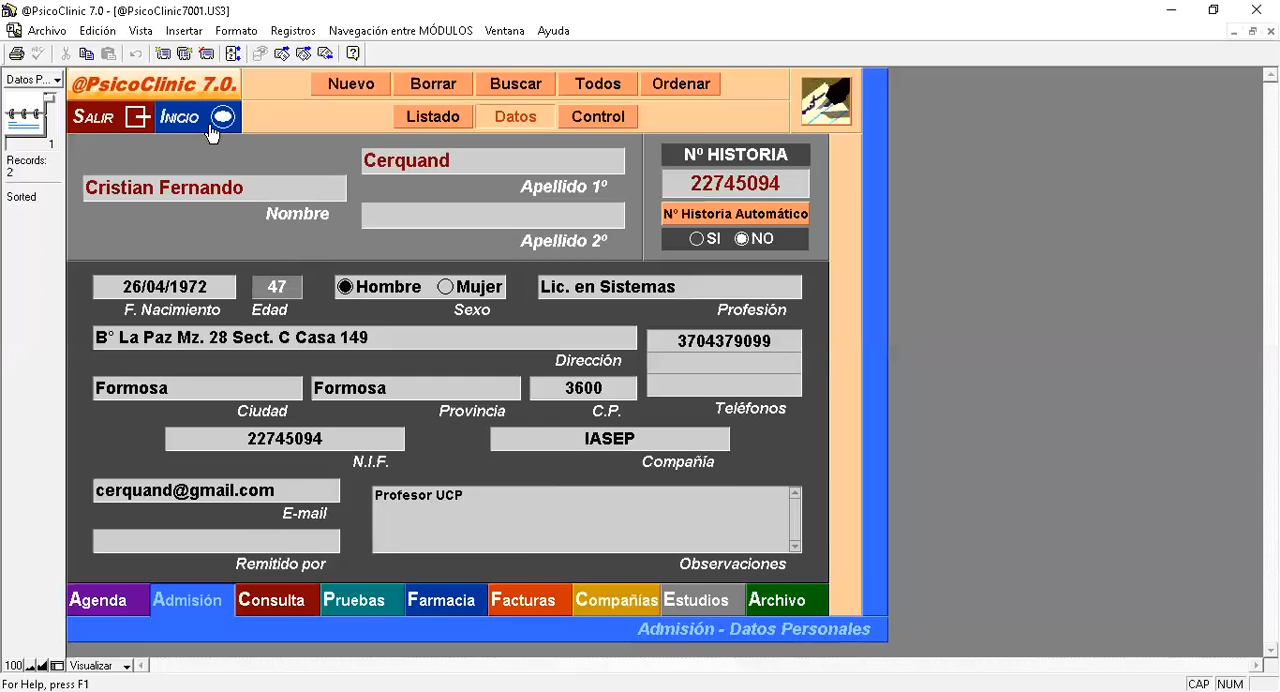 @PsicoClinic 7.0 - [@PsicoClinic7001.US3]
Archivo Edición Vista Insertar Formato Registros Navegación entre MÓDULOS Ventana Ayuda
Datos P...
@PsicoClinic 7.0.
Nuevo Borrar Buscar Todos Ordenar
SALIR INICIO
Listado Datos Control
1
Records:
2
Sorted
Cerquand
Apellido 1º
Cristian Fernando
Nombre
Apellido 2º
Nº HISTORIA
22745094
Nº Historia Automático
SI NO
26/04/1972 47 Hombre Mujer Lic. en Sistemas
F. Nacimiento Edad Sexo Profesión
B° La Paz Mz. 28 Sect. C Casa 149
Dirección
3704379099
Teléfonos
Formosa Formosa 3600
Ciudad Provincia C.P.
22745094 IASEP
N.I.F. Compañía
cerquand@gmail.com
E-mail
Remitido por
Profesor UCP
Observaciones
Agenda Admisión Consulta Pruebas Farmacia Facturas Compañías Estudios Archivo
Admisión - Datos Personales
100 Visualizar
For Help, press F1
CAP NUM